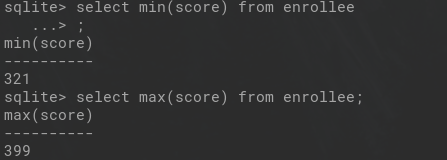 sqlite> select min(score) from enrollee
   ...> ;
min(score)
----------
321
sqlite> select max(score) from enrollee;
max(score)
----------
399